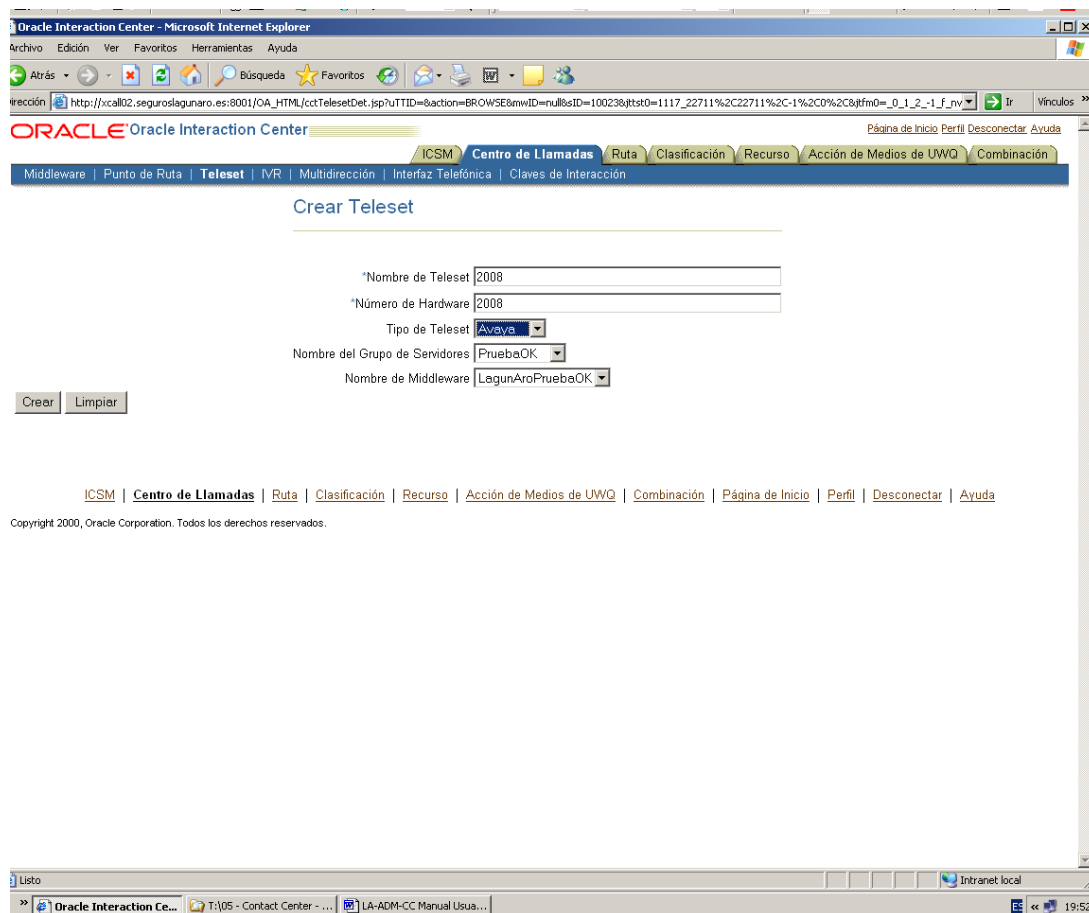 Oracle Interaction Center - Microsoft Internet Explorer
Archivo Edición Ver Favoritos Herramientas Ayuda
Atrás Búsqueda Favoritos
Dirección http://xcall02.seguroslagunaro.es:8001/OA_HTML/cctTelesetDet.jsp?uTTID=&action=BROWSE&mwID=null&sID=10023&jttst0=1117_22711%2C22711%2C-1%2C0%2C&jtfm0=_0_1_2_-1_f_nv Ir Vínculos »
ORACLE Oracle Interaction Center
Página de Inicio Perfil Desconectar Ayuda
ICSM Centro de Llamadas Ruta Clasificación Recurso Acción de Medios de UWQ Combinación
Middleware | Punto de Ruta | Teleset | IVR | Multidirección | Interfaz Telefónica | Claves de Interacción
Crear Teleset
*Nombre de Teleset 2008
*Número de Hardware 2008
Tipo de Teleset Avaya
Nombre del Grupo de Servidores PruebaOK
Nombre de Middleware LagunAroPruebaOK
Crear Limpiar
ICSM | Centro de Llamadas | Ruta | Clasificación | Recurso | Acción de Medios de UWQ | Combinación | Página de Inicio | Perfil | Desconectar | Ayuda
Copyright 2000, Oracle Corporation. Todos los derechos reservados.
Listo Intranet local
» Oracle Interaction Ce... T:\05 - Contact Center - ... LA-ADM-CC Manual Usua... ES « 19:52